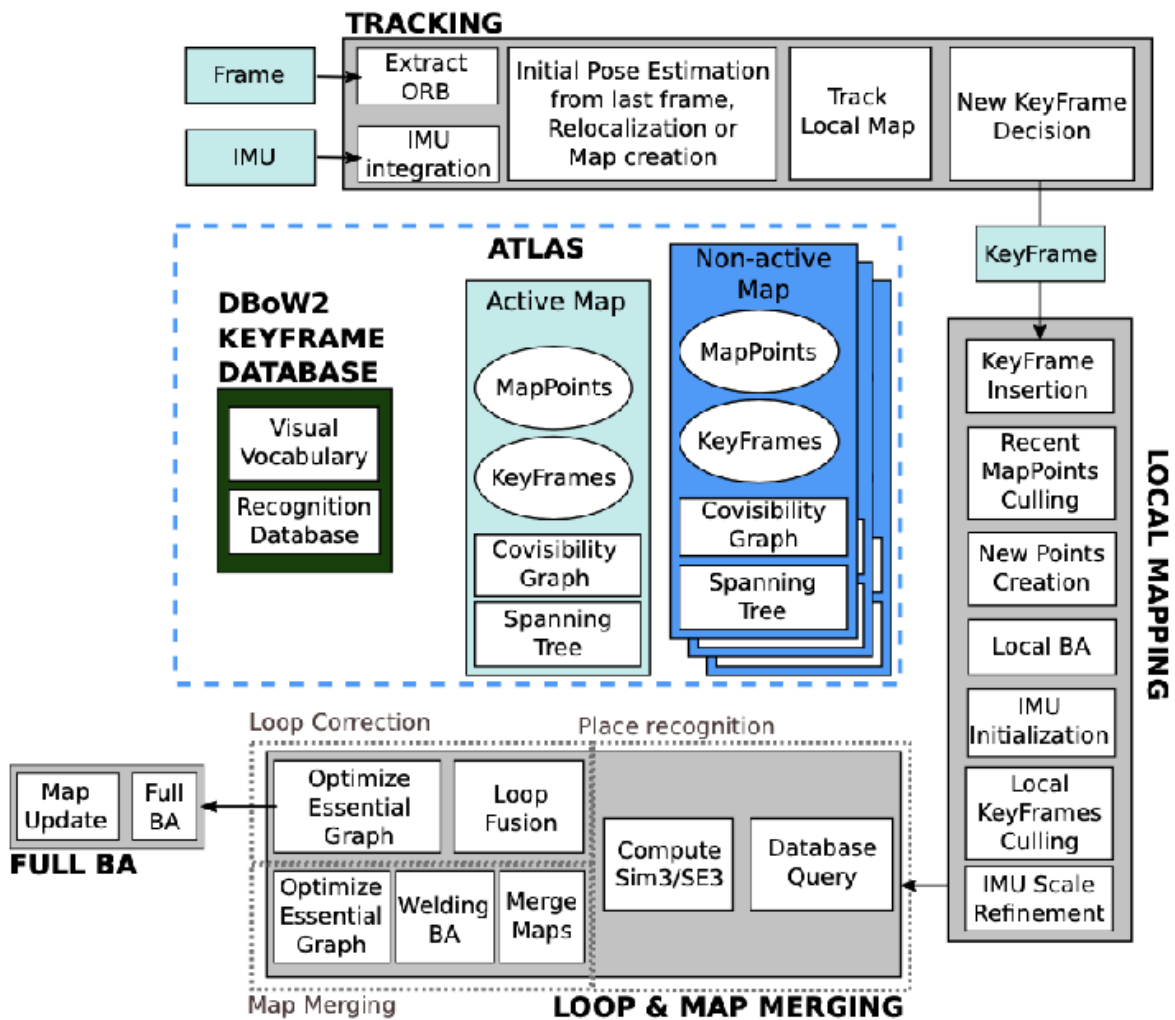 TRACKING
Frame
IMU
Extract
ORB
IMU
integration
Initial Pose Estimation
from last frame,
Relocalization or
Map creation
Track
Local Map
New KeyFrame
Decision
KeyFrame
ATLAS
DBoW2
KEYFRAME
DATABASE
Visual
Vocabulary
Recognition
Database
Active Map
MapPoints
KeyFrames
Covisibility
Graph
Spanning
Tree
Non-active
Map
MapPoints
KeyFrames
Covisibility
Graph
Spanning
Tree
LOCAL MAPPING
KeyFrame
Insertion
Recent
MapPoints
Culling
New Points
Creation
Local BA
IMU
Initialization
Local
KeyFrames
Culling
IMU Scale
Refinement
Loop Correction
Place recognition
Optimize
Essential
Graph
Loop
Fusion
Compute
Sim3/SE3
Database
Query
Map
Update
Full
BA
FULL BA
Optimize
Essential
Graph
Welding
BA
Merge
Maps
Map Merging
LOOP & MAP MERGING